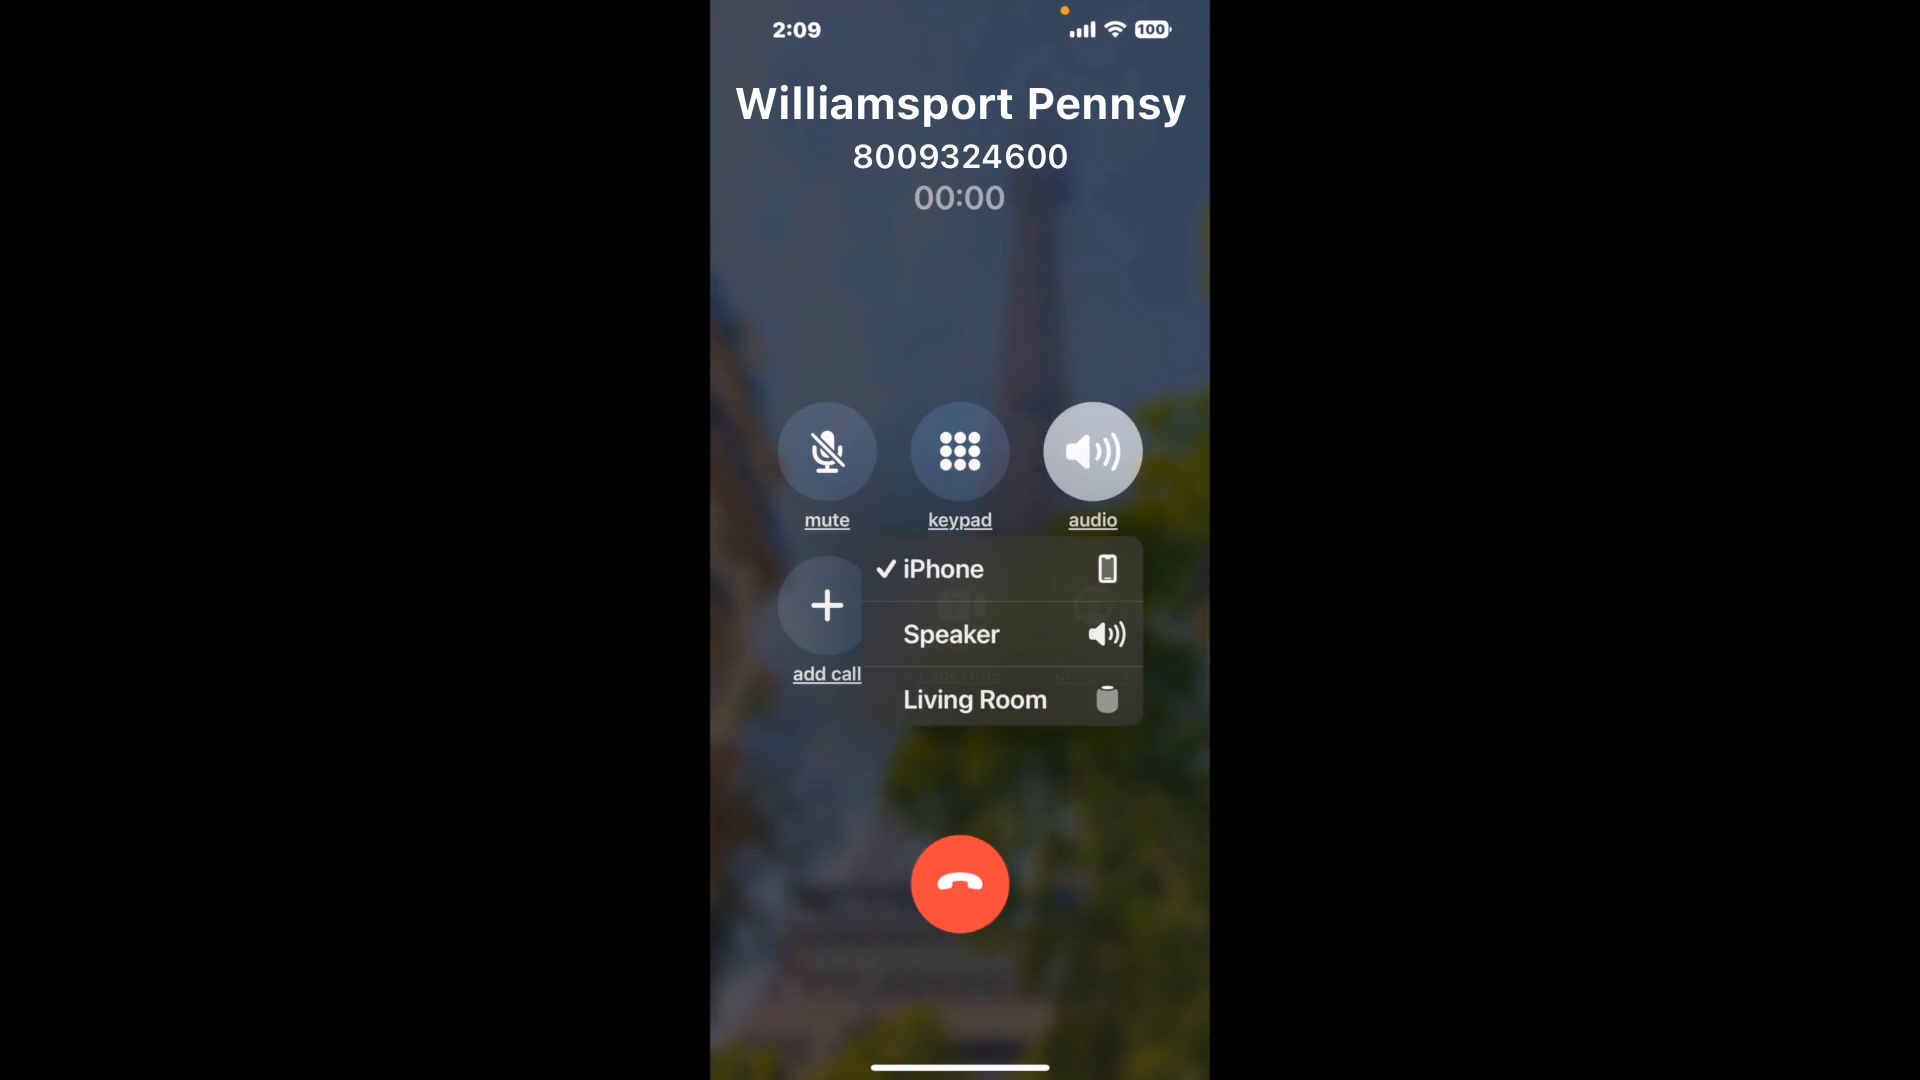 2:09
100
Williamsport Pennsy
8009324600
00:00
mute
keypad
audio
iPhone
Speaker
add call
Living Room